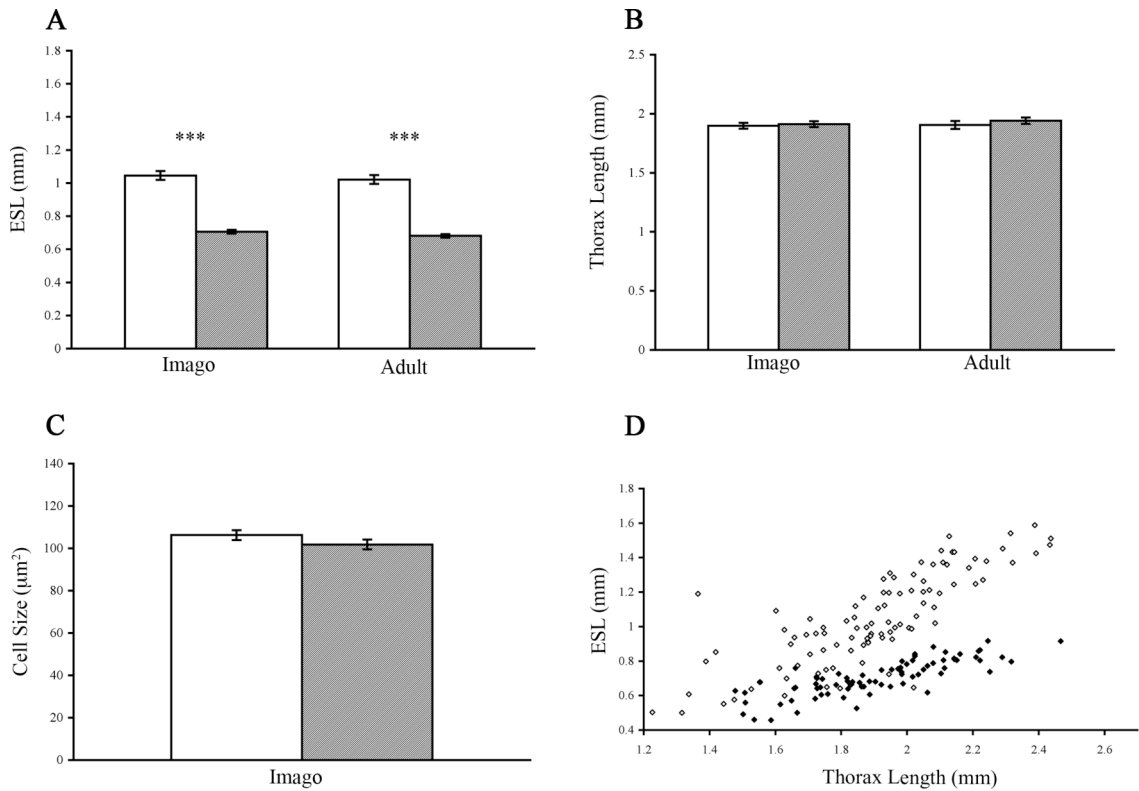 A
ESL (mm)
1.8
1.6
1.4
1.2
1
0.8
0.6
0.4
0.2
0
***
***
Imago
Adult
B
Thorax Length (mm)
2.5
2
1.5
1
0.5
0
Imago
Adult
C
Cell Size (μm²)
140
120
100
80
60
40
20
0
Imago
D
ESL (mm)
1.8
1.6
1.4
1.2
1
0.8
0.6
0.4
1.2 1.4 1.6 1.8 2 2.2 2.4 2.6
Thorax Length (mm)